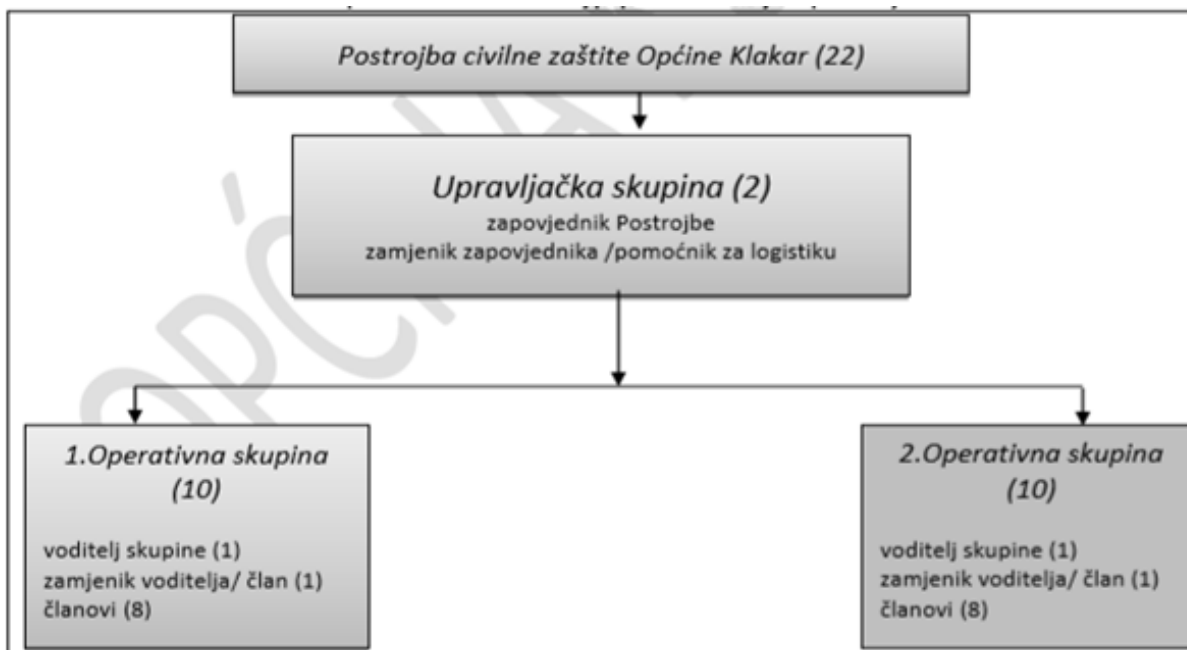 Postrojba civilne zaštite Općine Klakar (22)
Upravljačka skupina (2)
zapovjednik Postrojbe
zamjenik zapovjednika /pomoćnik za logistiku
1.Operativna skupina
(10)
voditelj skupine (1)
zamjenik voditelja/ član (1)
članovi (8)
2.Operativna skupina
(10)
voditelj skupine (1)
zamjenik voditelja/ član (1)
članovi (8)
OPĆINA